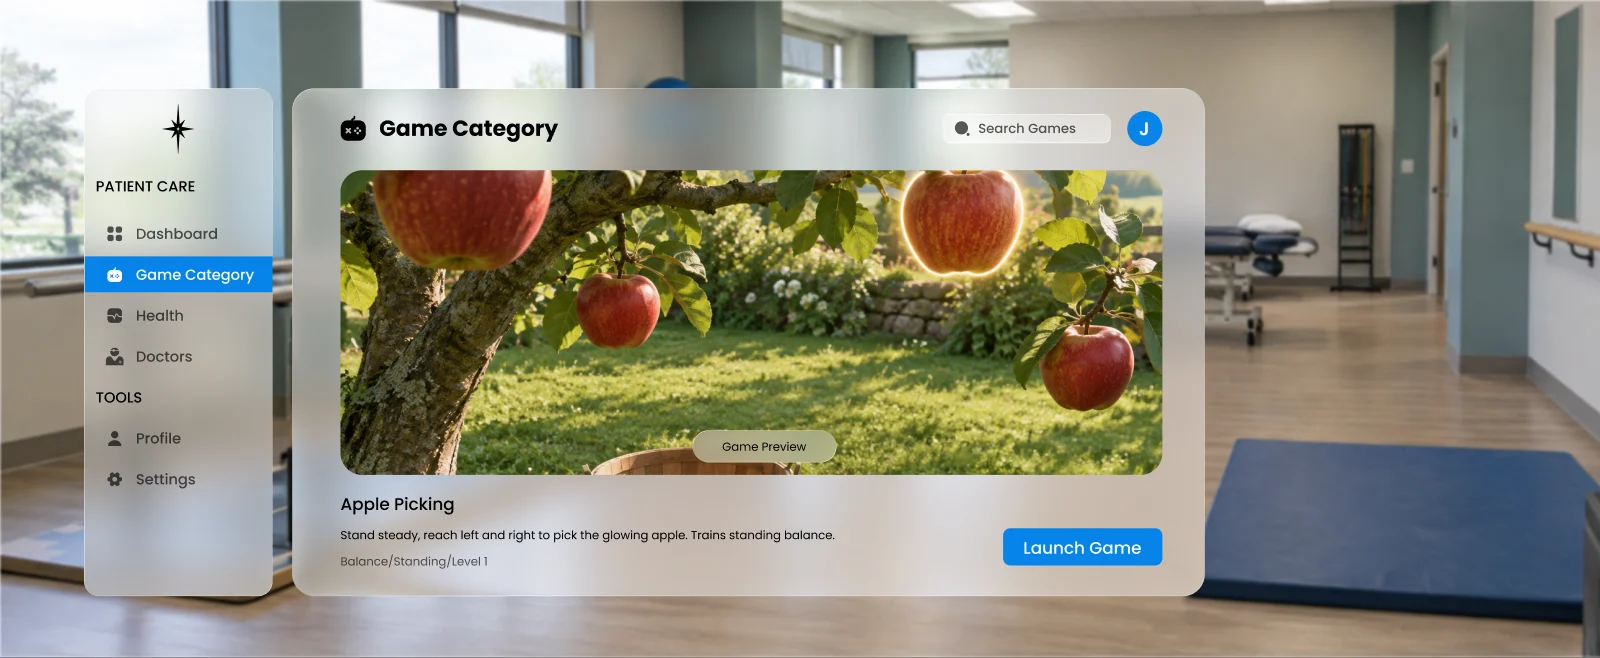 PATIENT CARE
Dashboard
Game Category
Health
Doctors
TOOLS
Profile
Settings
Game Category
Search Games
J
Game Preview
Apple Picking
Stand steady, reach left and right to pick the glowing apple. Trains standing balance.
Balance/Standing/Level 1
Launch Game